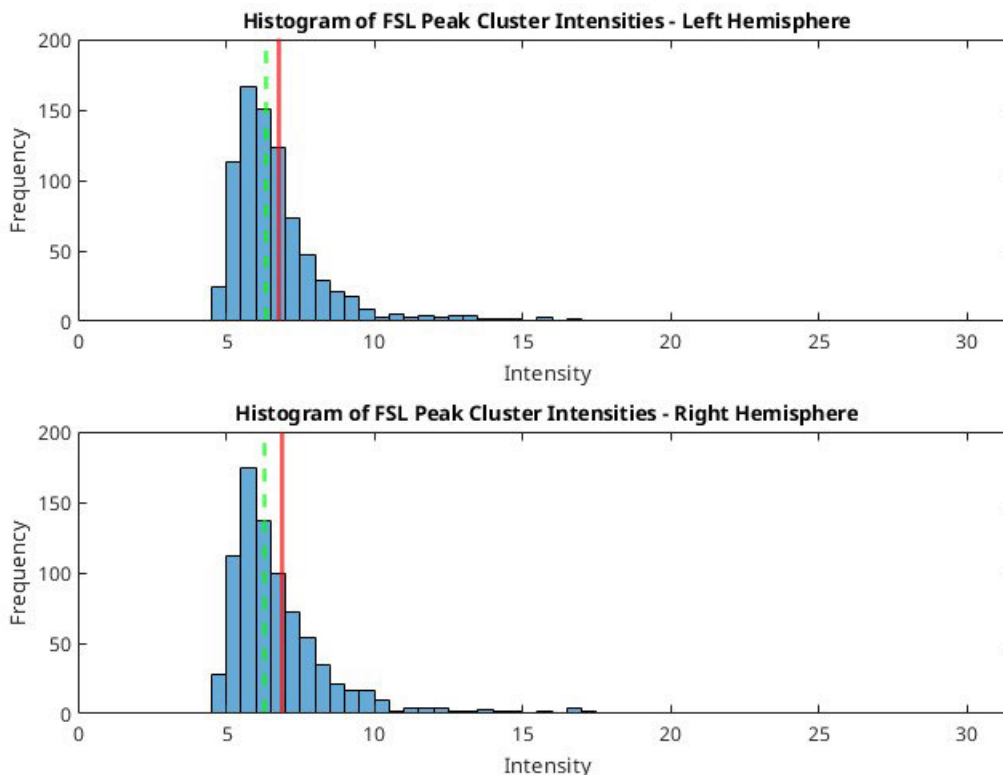 Histogram of FSL Peak Cluster Intensities - Left Hemisphere
200
150
100
50
0
Frequency
0 5 10 15 20 25 30
Intensity
Histogram of FSL Peak Cluster Intensities - Right Hemisphere
200
150
100
50
0
Frequency
0 5 10 15 20 25 30
Intensity